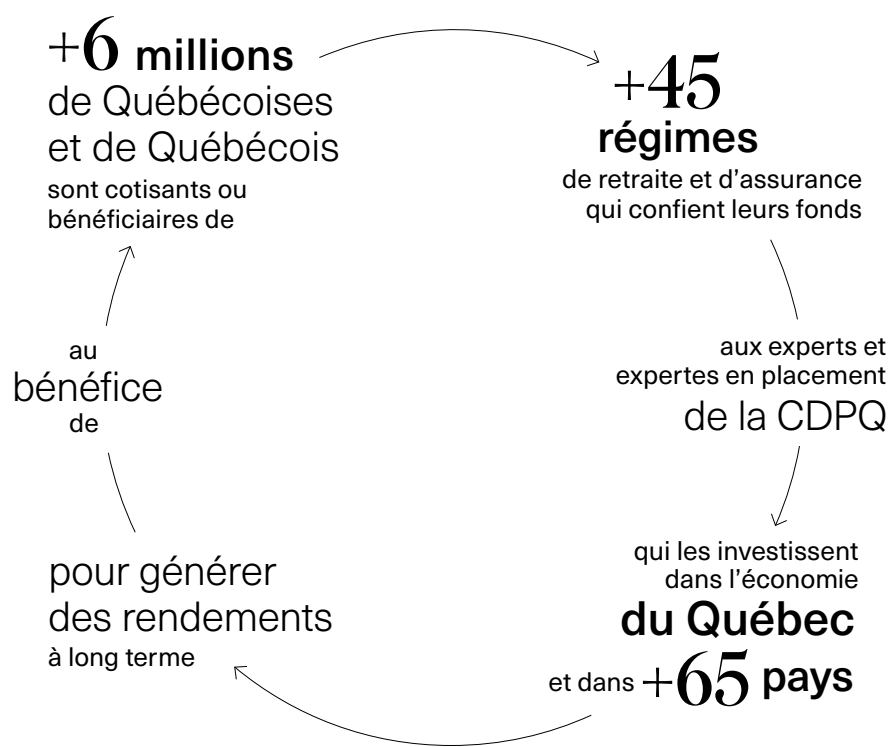 +6 millions
de Québécoises
et de Québécois
sont cotisants ou
bénéficiaires de
+45
régimes
de retraite et d’assurance
qui confient leurs fonds
aux experts et
expertes en placement
de la CDPQ
qui les investissent
dans l’économie
du Québec
et dans +65 pays
pour générer
des rendements
à long terme
au
bénéfice
de